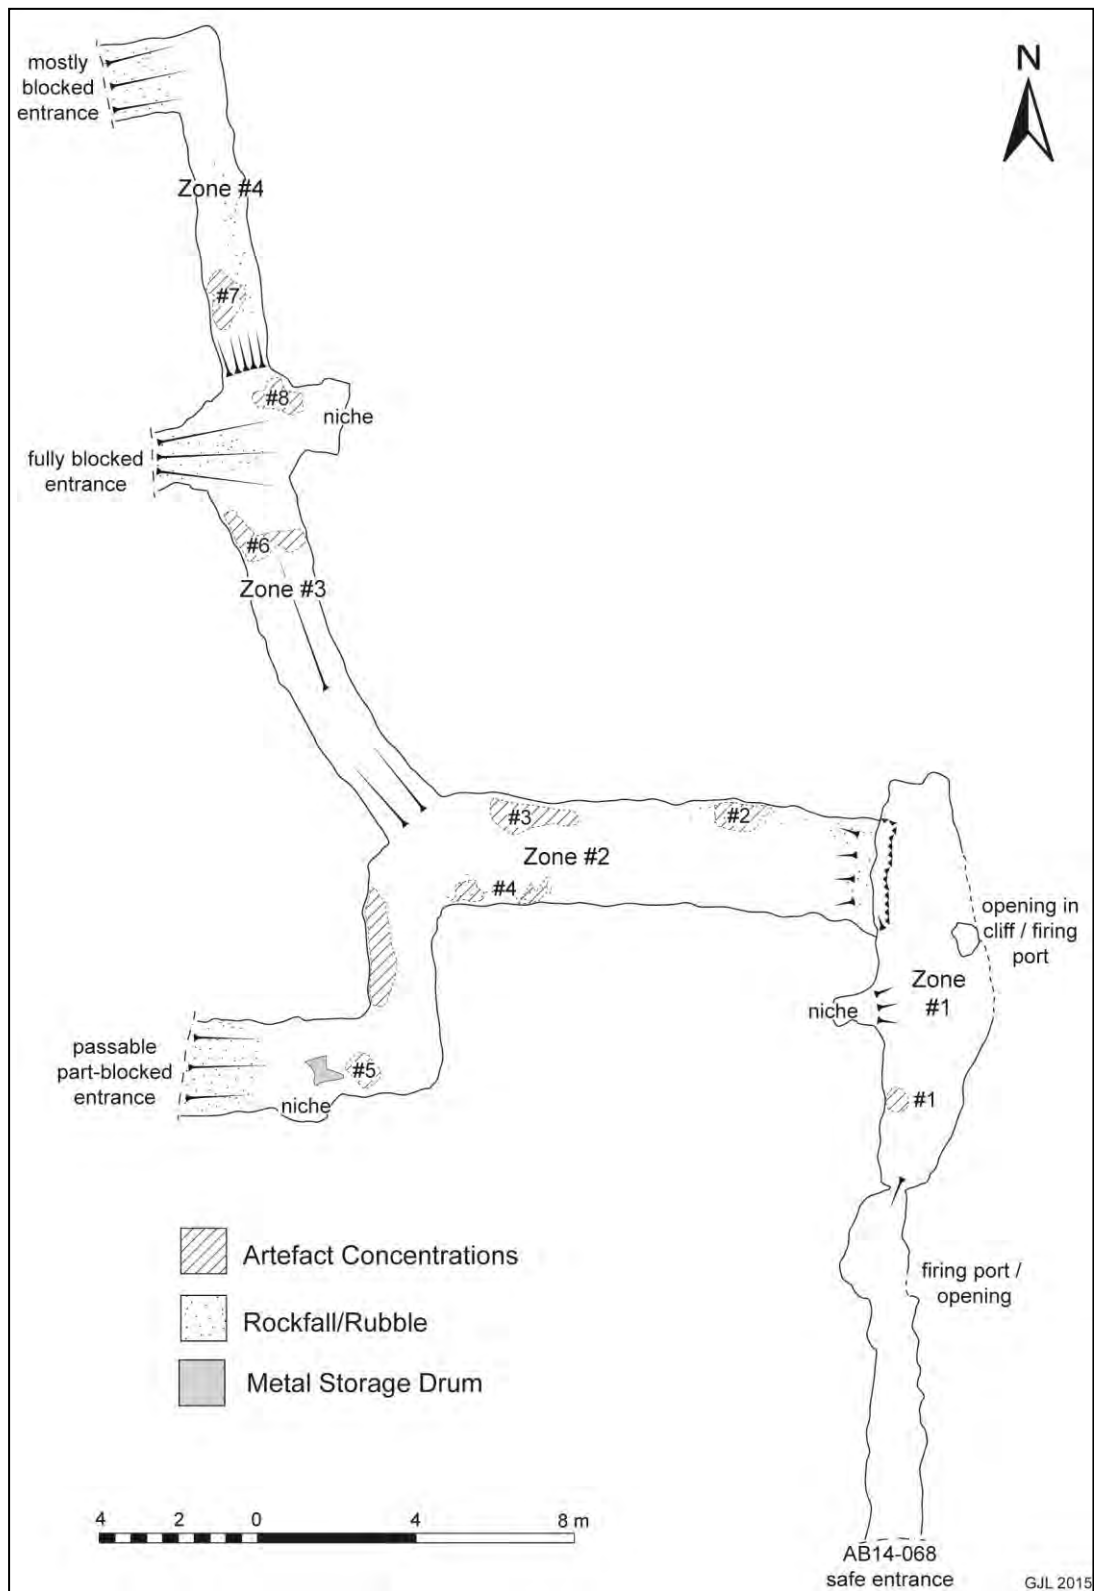 mostly
blocked
entrance
N
Zone #4
#7
#8
niche
fully blocked
entrance
#6
Zone #3
#3
#2
Zone #2
#4
opening in
cliff / firing
port
Zone
#1
niche
passable
part-blocked
entrance
#5
niche
#1
Artefact Concentrations
firing port /
opening
Rockfall/Rubble
Metal Storage Drum
4 2 0 4 8 m
AB14-068
safe entrance
GJL 2015